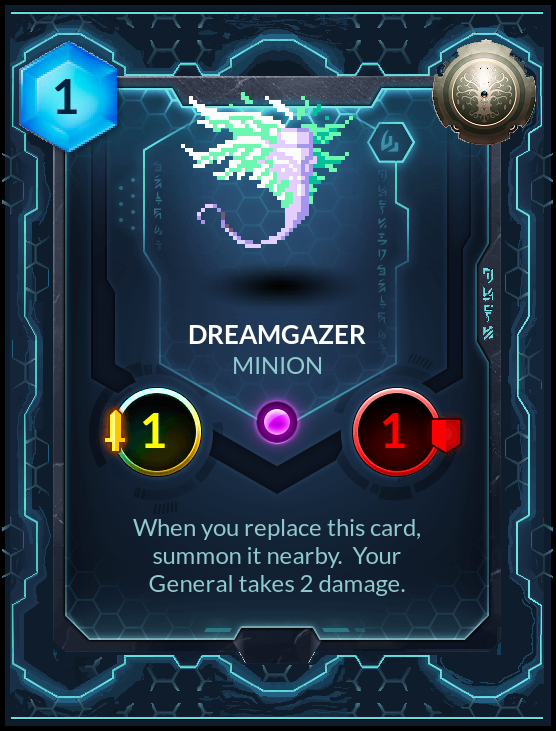 1
DREAMGAZER
MINION
1
1
When you replace this card,
summon it nearby. Your
General takes 2 damage.